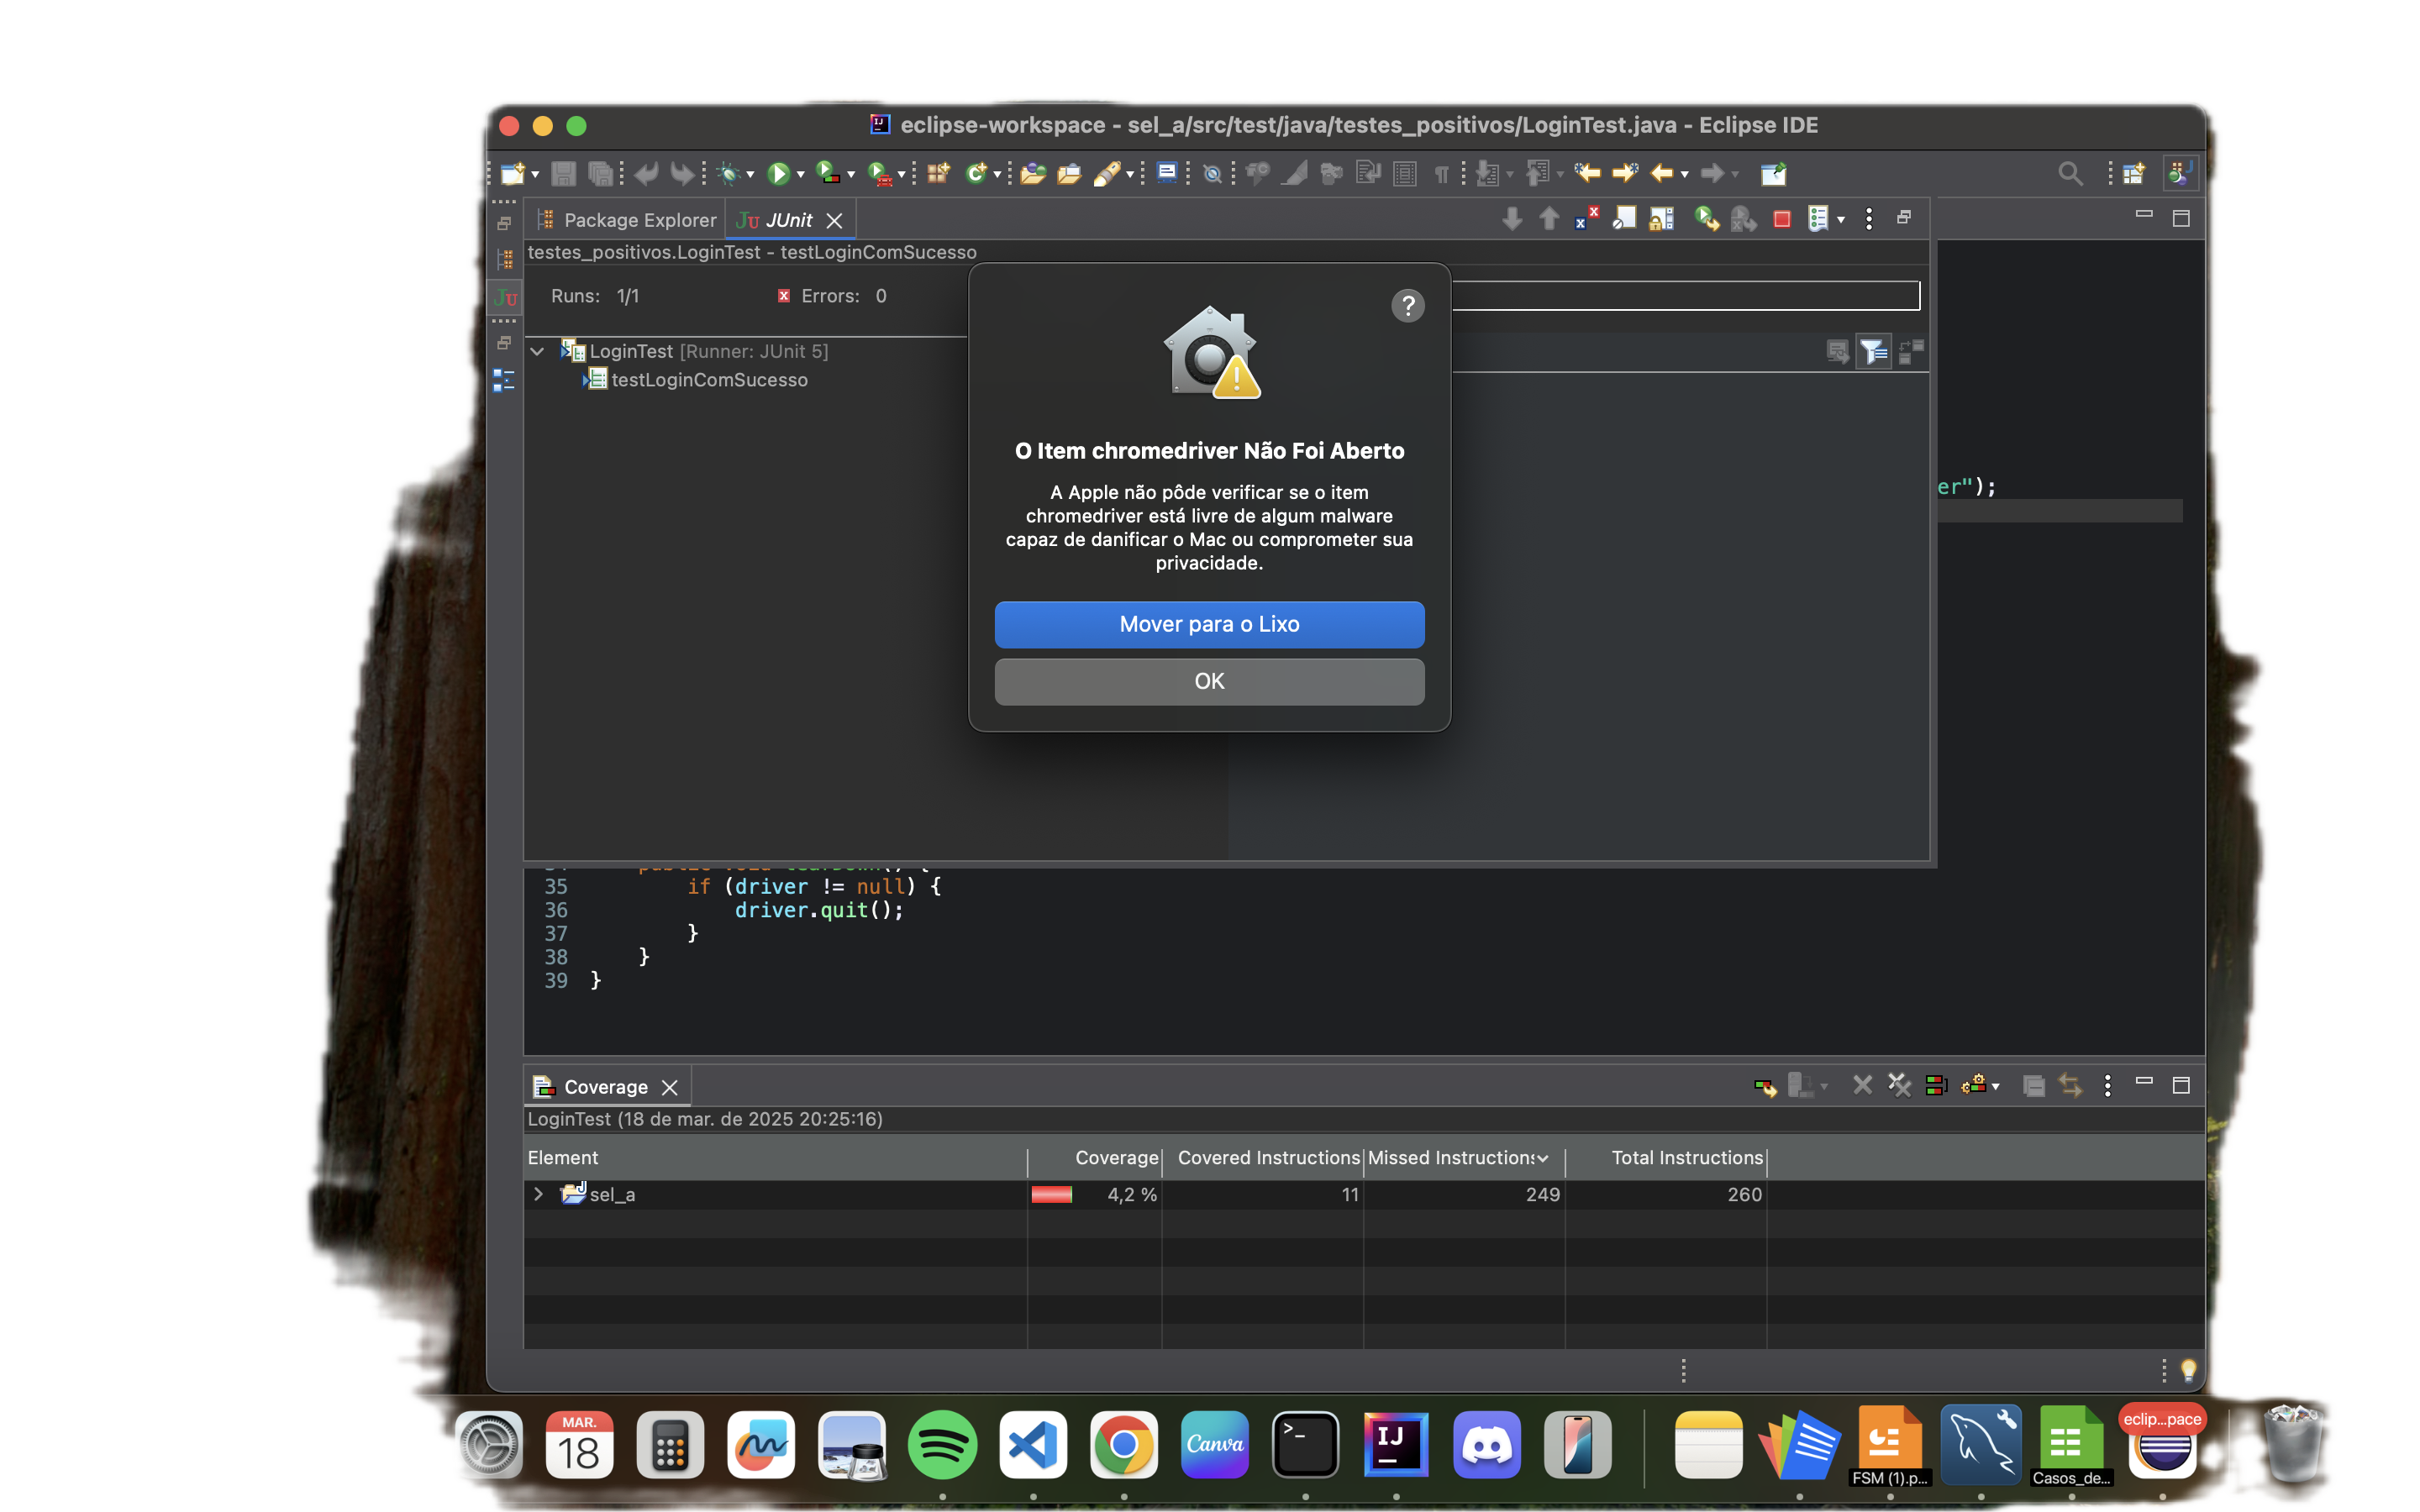 eclipse-workspace - sel_a/src/test/java/testes_positivos/LoginTest.java - Eclipse IDE
Package Explorer
JUnit
testes_positivos.LoginTest - testLoginComSucesso
Runs: 1/1
Errors: 0
LoginTest [Runner: JUnit 5]
testLoginComSucesso
O Item chromedriver Não Foi Aberto
A Apple não pôde verificar se o item
chromedriver está livre de algum malware
capaz de danificar o Mac ou comprometer sua
privacidade.
Mover para o Lixo
OK
er");
35 if (driver != null) {
36 driver.quit();
37 }
38 }
39 }
Coverage
LoginTest (18 de mar. de 2025 20:25:16)
Element Coverage Covered Instructions Missed Instructions Total Instructions
sel_a 4,2 % 11 249 260
MAR.
18
Canva
IJ
FSM (1).p...
Casos_de...
eclip...pace